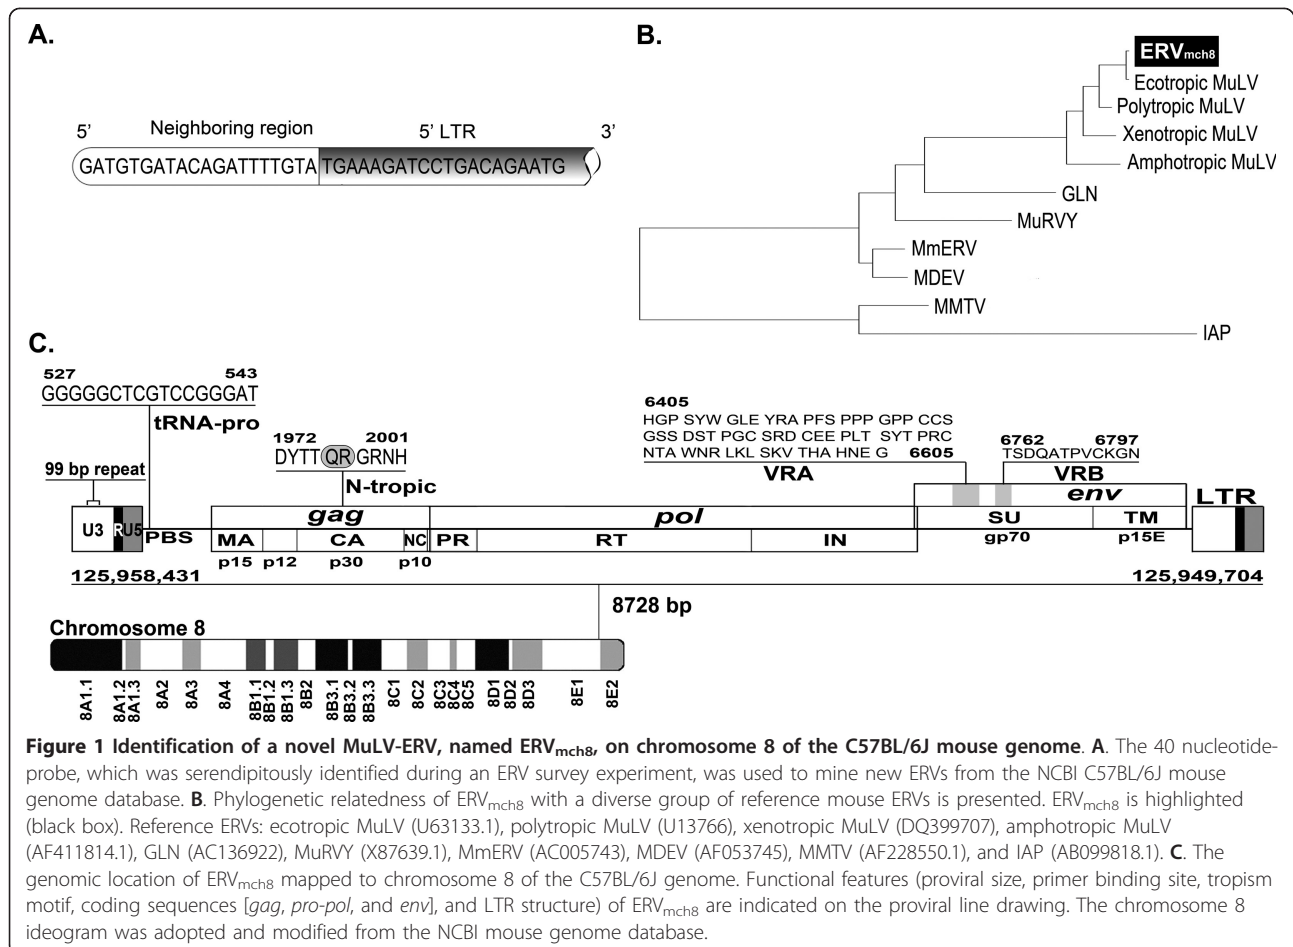 A.
5' Neighboring region 5' LTR 3'
GATGTGATACAGATTTTGTA TGAAAGATCCTGACAGAATG
B.
ERVmch8
Ecotropic MuLV
Polytropic MuLV
Xenotropic MuLV
Amphotropic MuLV
GLN
MuRVY
MmERV
MDEV
MMTV
IAP
C.
527 543
GGGGGCTCGTCCGGGAT
tRNA-pro
1972 2001
DYTT QR GRNH
N-tropic
99 bp repeat
6405
HGP SYW GLE YRA PFS PPP GPP CCS
GSS DST PGC SRD CEE PLT SYT PRC
NTA WNR LKL SKV THA HNE G 6605
VRA
6762 6797
TSDQATPVCKGN
VRB
U3 R U5 PBS gag pol env LTR
MA CA NC PR RT IN SU TM
p15 p12 p30 p10 gp70 p15E
125,958,431 125,949,704
8728 bp
Chromosome 8
8A1.1 8A1.2 8A1.3 8A2 8A3 8A4 8B1.1 8B1.2 8B1.3 8B2 8B3.1 8B3.2 8B3.3 8C1 8C2 8C3 8C4 8C5 8D1 8D2 8D3 8E1 8E2
Figure 1 Identification of a novel MuLV-ERV, named ERVmch8, on chromosome 8 of the C57BL/6J mouse genome. A. The 40 nucleotide-
probe, which was serendipitously identified during an ERV survey experiment, was used to mine new ERVs from the NCBI C57BL/6J mouse
genome database. B. Phylogenetic relatedness of ERVmch8 with a diverse group of reference mouse ERVs is presented. ERVmch8 is highlighted
(black box). Reference ERVs: ecotropic MuLV (U63133.1), polytropic MuLV (U13766), xenotropic MuLV (DQ399707), amphotropic MuLV
(AF411814.1), GLN (AC136922), MuRVY (X87639.1), MmERV (AC005743), MDEV (AF053745), MMTV (AF228550.1), and IAP (AB099818.1). C. The
genomic location of ERVmch8 mapped to chromosome 8 of the C57BL/6J genome. Functional features (proviral size, primer binding site, tropism
motif, coding sequences [gag, pro-pol, and env], and LTR structure) of ERVmch8 are indicated on the proviral line drawing. The chromosome 8
ideogram was adopted and modified from the NCBI mouse genome database.